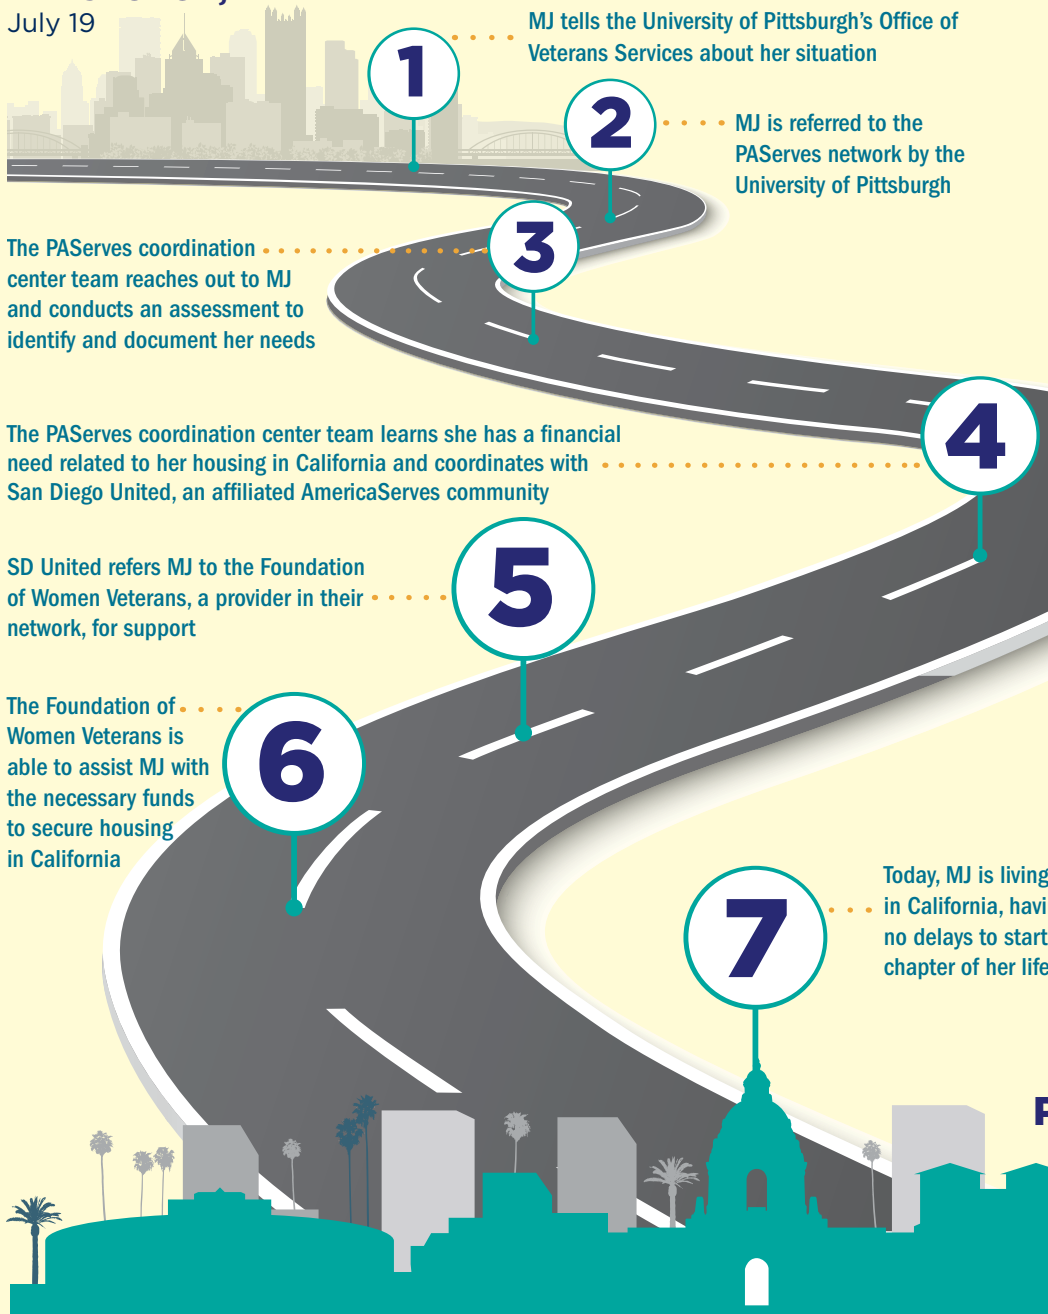 July 19
1
MJ tells the University of Pittsburgh’s Office of
Veterans Services about her situation
2
MJ is referred to the
PAServes network by the
University of Pittsburgh
3
The PAServes coordination
center team reaches out to MJ
and conducts an assessment to
identify and document her needs
4
The PAServes coordination center team learns she has a financial
need related to her housing in California and coordinates with
San Diego United, an affiliated AmericaServes community
5
SD United refers MJ to the Foundation
of Women Veterans, a provider in their
network, for support
6
The Foundation of
Women Veterans is
able to assist MJ with
the necessary funds
to secure housing
in California
7
Today, MJ is living
in California, havi
no delays to start
chapter of her life